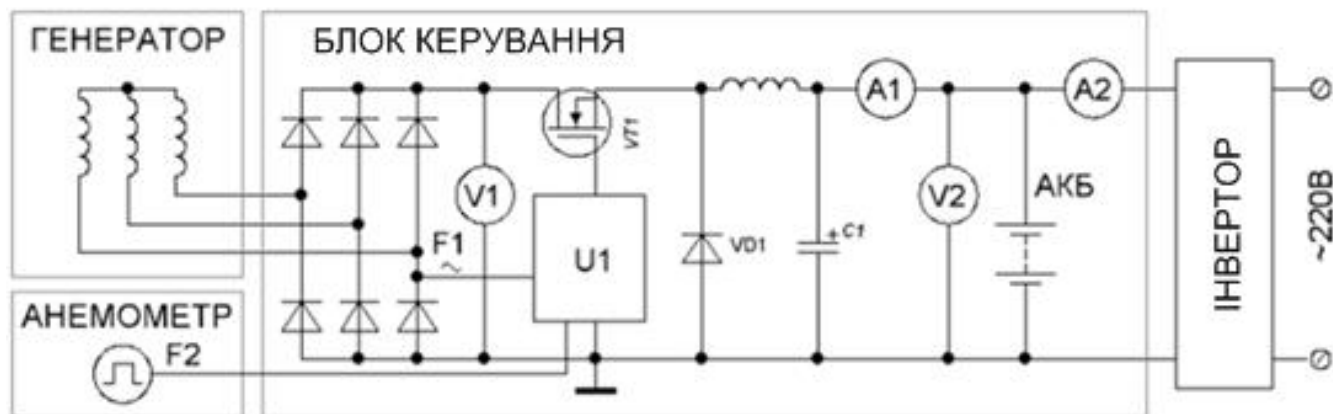 ГЕНЕРАТОР
БЛОК КЕРУВАННЯ
A1
A2
VT1
V1
V2
АКБ
F1
~
U1
VD1
+
C1
АНЕМОМЕТР
F2
ІНВЕРТОР
~220В